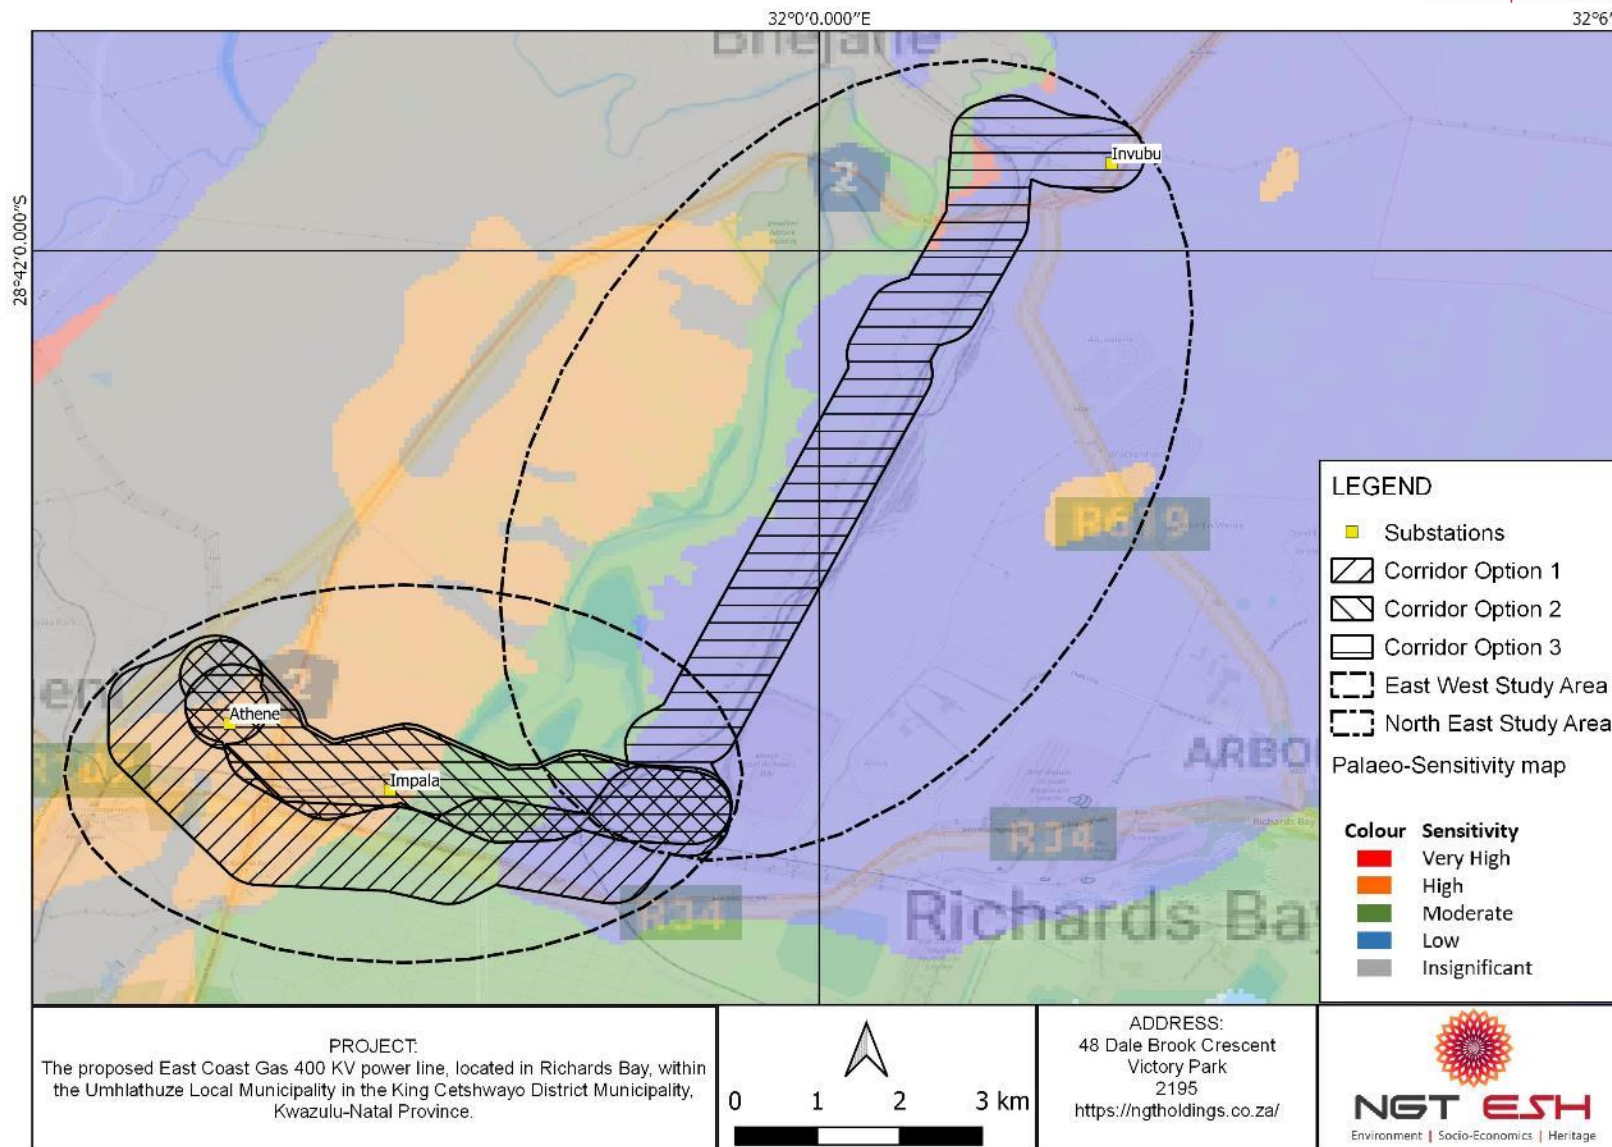 32°0′0.000″E
32°6′
28°42′0.000″S
2
Invubu
R619
2
Athene
Impala
ARBO
R34
R34
Richards Ba
LEGEND
Substations
Corridor Option 1
Corridor Option 2
Corridor Option 3
East West Study Area
North East Study Area
Palaeo-Sensitivity map
Colour Sensitivity
Very High
High
Moderate
Low
Insignificant
PROJECT:
The proposed East Coast Gas 400 KV power line, located in Richards Bay, within
the Umhlathuze Local Municipality in the King Cetshwayo District Municipality,
Kwazulu-Natal Province.
0 1 2 3 km
ADDRESS:
48 Dale Brook Crescent
Victory Park
2195
https://ngtholdings.co.za/
NGT ESH
Environment | Socio-Economics | Heritage